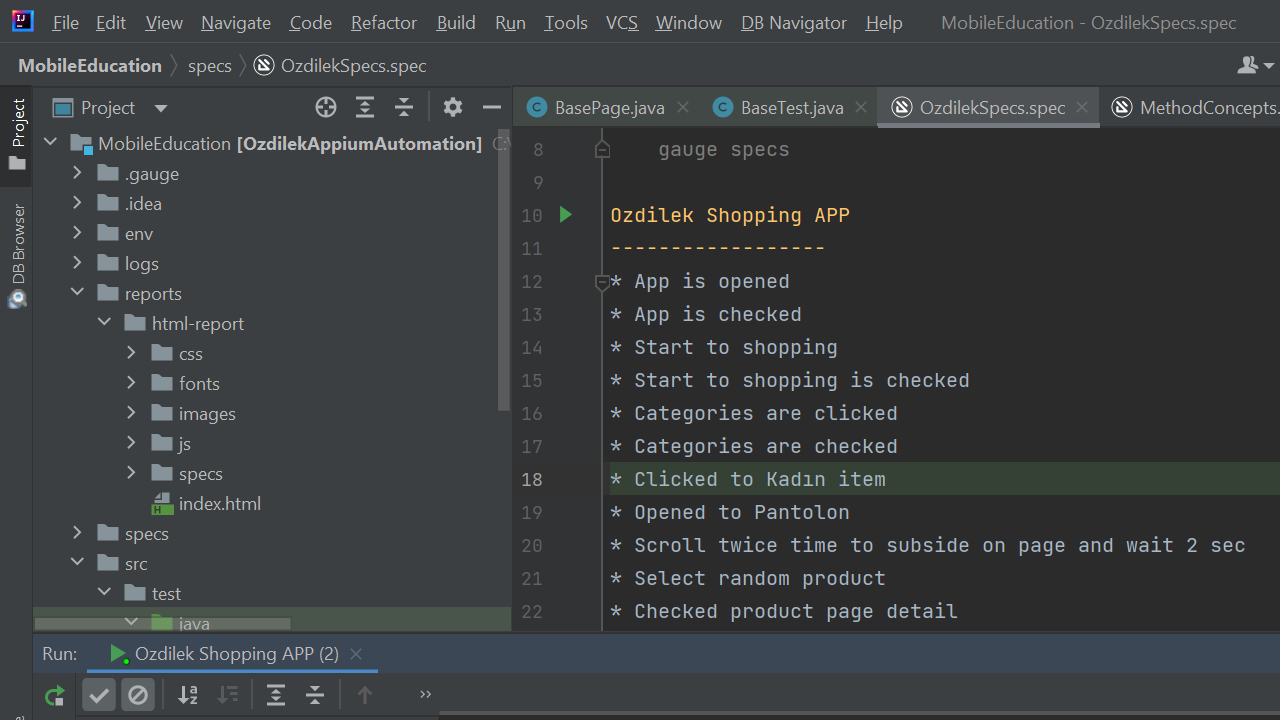 File Edit View Navigate Code Refactor Build Run Tools VCS Window DB Navigator Help MobileEducation - OzdilekSpecs.spec
MobileEducation specs OzdilekSpecs.spec
Project
DB Browser
Project
MobileEducation [OzdilekAppiumAutomation]
.gauge
.idea
env
logs
reports
html-report
css
fonts
images
js
specs
index.html
specs
src
test
java
BasePage.java BaseTest.java OzdilekSpecs.spec MethodConcepts.
8 gauge specs
9
10 Ozdilek Shopping APP
11 ------------------
12 * App is opened
13 * App is checked
14 * Start to shopping
15 * Start to shopping is checked
16 * Categories are clicked
17 * Categories are checked
18 * Clicked to Kadın item
19 * Opened to Pantolon
20 * Scroll twice time to subside on page and wait 2 sec
21 * Select random product
22 * Checked product page detail
Run: Ozdilek Shopping APP (2)